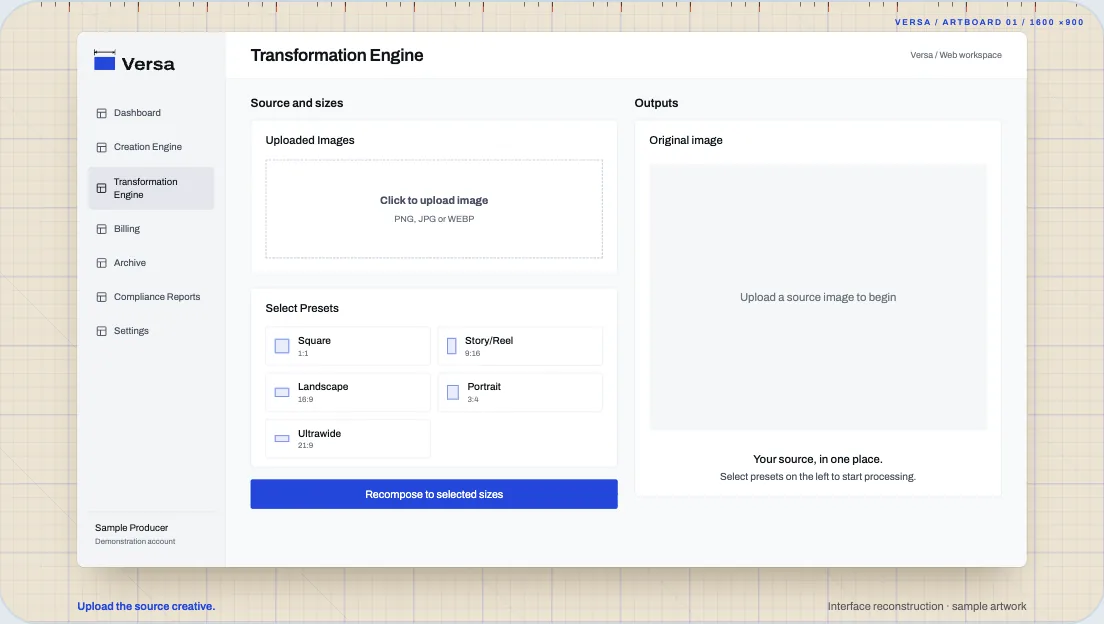 VERSA / ARTBOARD 01 / 1600 ×900
Versa
Transformation Engine
Versa / Web workspace
Dashboard
Creation Engine
Transformation
Engine
Billing
Archive
Compliance Reports
Settings
Sample Producer
Demonstration account
Source and sizes
Uploaded Images
Click to upload image
PNG, JPG or WEBP
Select Presets
Square
1:1
Story/Reel
9:16
Landscape
16:9
Portrait
3:4
Ultrawide
21:9
Recompose to selected sizes
Outputs
Original image
Upload a source image to begin
Your source, in one place.
Select presets on the left to start processing.
Upload the source creative.
Interface reconstruction · sample artwork